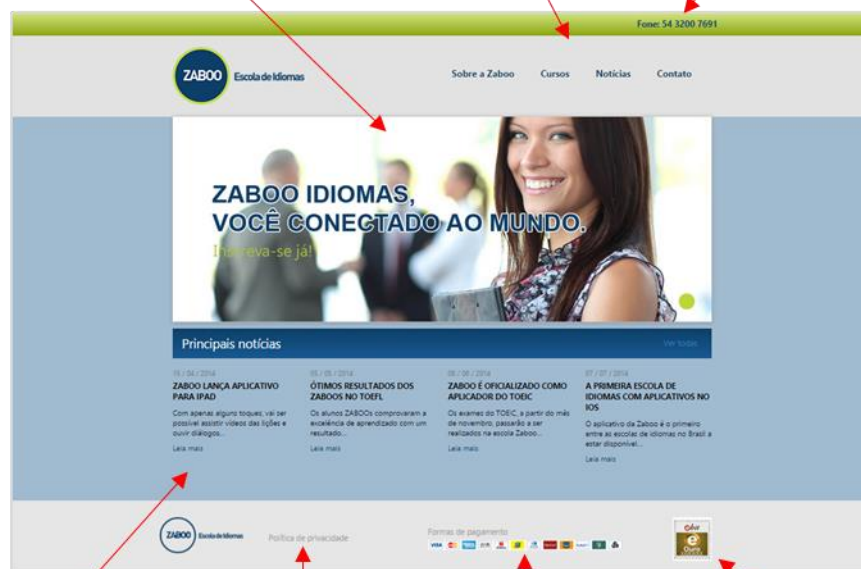 Fone: 54 3200 7691
ZABOO Escola de Idiomas
Sobre a Zaboo Cursos Notícias Contato
ZABOO IDIOMAS,
VOCÊ CONECTADO AO MUNDO.
Inscreva-se já!
Principais notícias Ver todas
/ 2014
ZABOO LANÇA APLICATIVO
PARA IPAD
Com apenas alguns toques, vai ser
possível assistir vídeos das lições e
ouvir diálogos...
Leia mais
/ 2014
ÓTIMOS RESULTADOS DOS
ZABOOS NO TOEFL
Os alunos ZABOOs comprovaram a
excelência de aprendizado com um
resultado...
Leia mais
/ 2014
ZABOO É OFICIALIZADO COMO
APLICADOR DO TOEIC
Os exames do TOEIC, a partir do mês
de novembro, passarão a ser
realizados na escola Zaboo...
Leia mais
/ 2014
A PRIMEIRA ESCOLA DE
IDIOMAS COM APLICATIVOS NO
IOS
O aplicativo da Zaboo é o primeiro
entre as escolas de idiomas no Brasil a
estar disponível...
Leia mais
ZABOO Escola de Idiomas
Política de privacidade
Formas de pagamento
VISA
e
Ouro